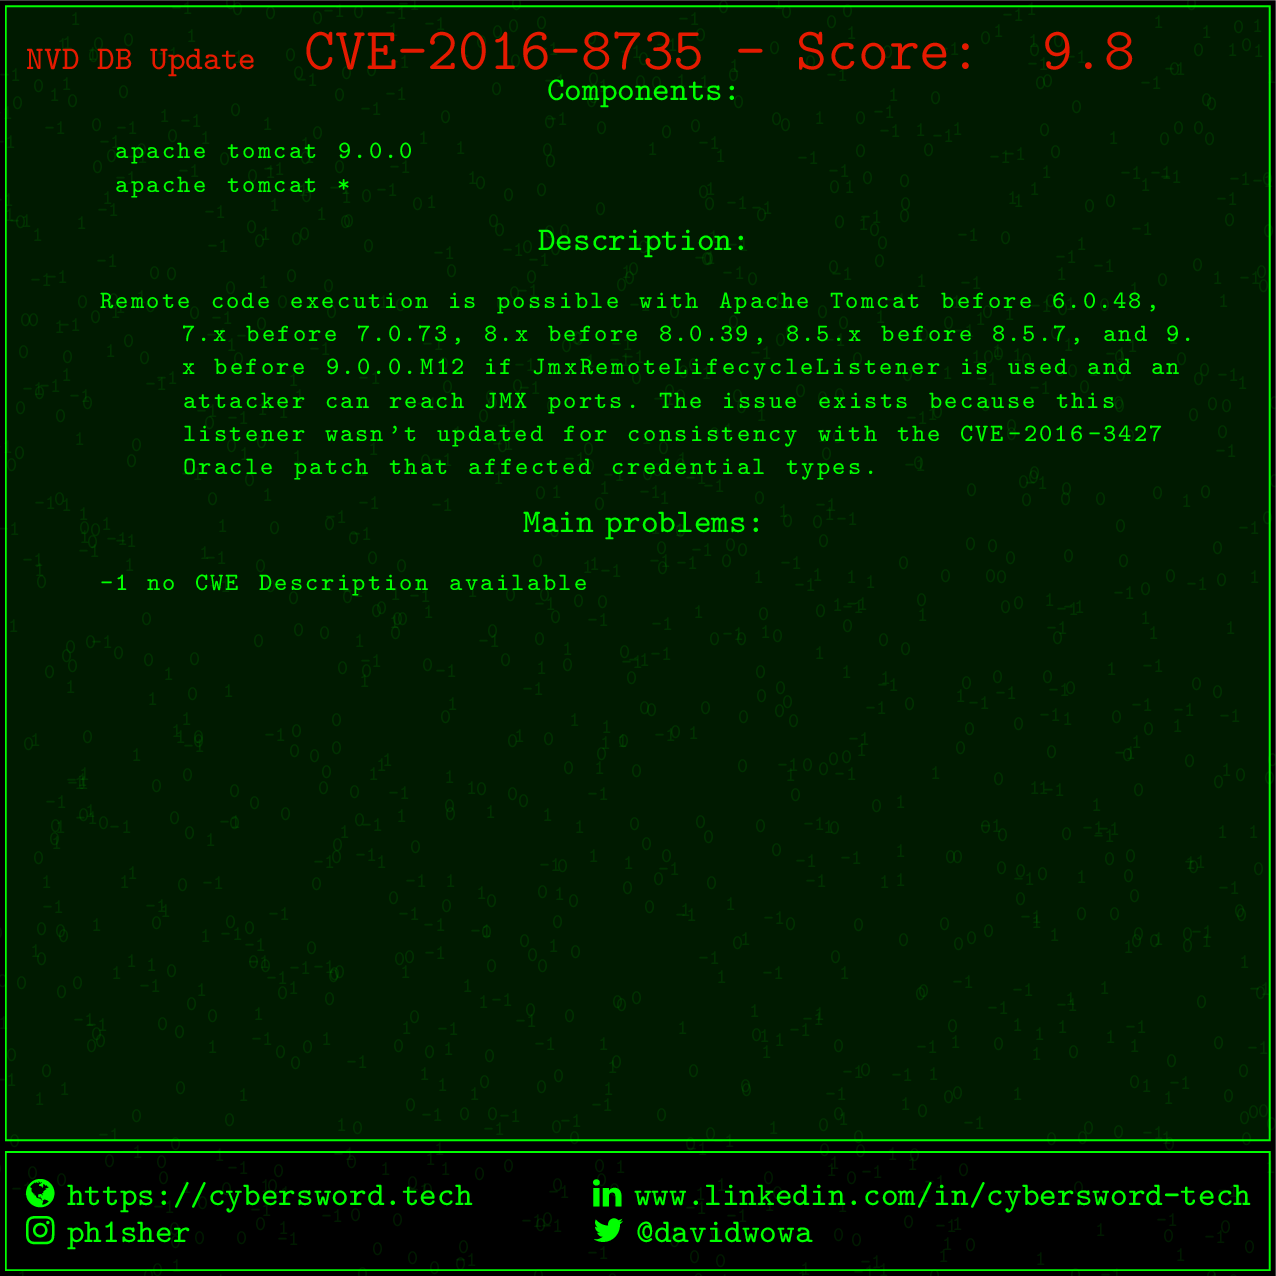 NVD DB Update CVE-2016-8735 - Score: 9.8
Components:
apache tomcat 9.0.0
apache tomcat *
Description:
Remote code execution is possible with Apache Tomcat before 6.0.48,
7.x before 7.0.73, 8.x before 8.0.39, 8.5.x before 8.5.7, and 9.
x before 9.0.0.M12 if JmxRemoteLifecycleListener is used and an
attacker can reach JMX ports. The issue exists because this
listener wasn't updated for consistency with the CVE-2016-3427
Oracle patch that affected credential types.
Main problems:
-1 no CWE Description available
https://cybersword.tech
www.linkedin.com/in/cybersword-tech
ph1sher
@davidwowa